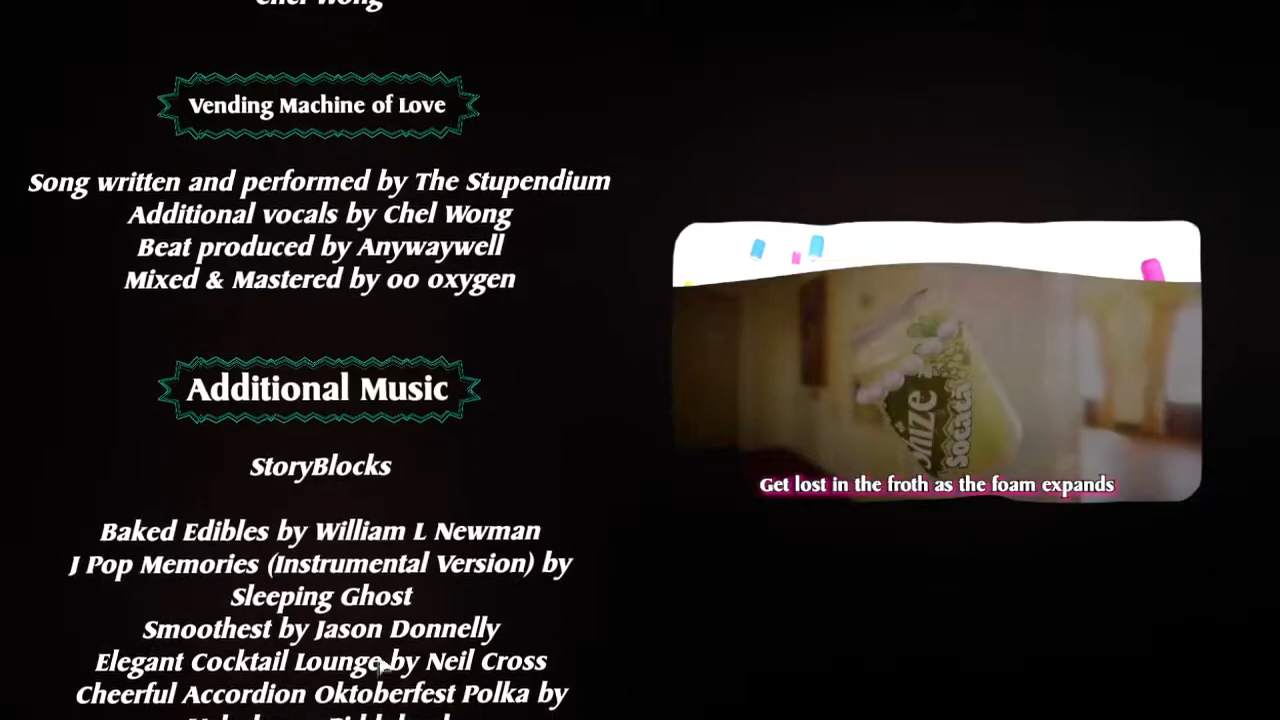 Chel Wong
Vending Machine of Love
Song written and performed by The Stupendium
Additional vocals by Chel Wong
Beat produced by Anywaywell
Mixed & Mastered by oo oxygen
Additional Music
StoryBlocks
Baked Edibles by William L Newman
J Pop Memories (Instrumental Version) by
Sleeping Ghost
Smoothest by Jason Donnelly
Elegant Cocktail Lounge by Neil Cross
Cheerful Accordion Oktoberfest Polka by
Socata
Get lost in the froth as the foam expands